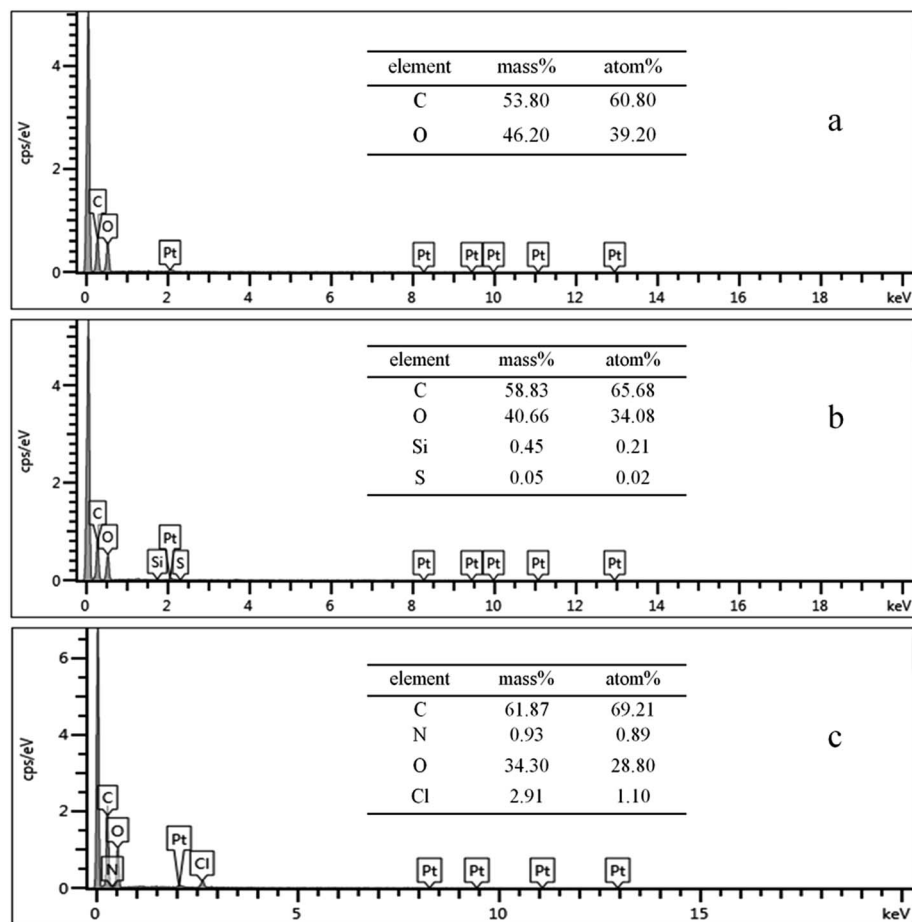 element mass% atom%
C 53.80 60.80
O 46.20 39.20
a
cps/eV
4
2
0
C
O
Pt
Pt
Pt
Pt
Pt
Pt
0 2 4 6 8 10 12 14 16 18 keV
element mass% atom%
C 58.83 65.68
O 40.66 34.08
Si 0.45 0.21
S 0.05 0.02
b
cps/eV
4
2
0
C
O
Pt
Si
S
Pt
Pt
Pt
Pt
Pt
0 2 4 6 8 10 12 14 16 18 keV
element mass% atom%
C 61.87 69.21
N 0.93 0.89
O 34.30 28.80
Cl 2.91 1.10
c
cps/eV
6
4
2
0
C
O
N
Pt
Cl
Pt
Pt
Pt
Pt
0 5 10 15 keV